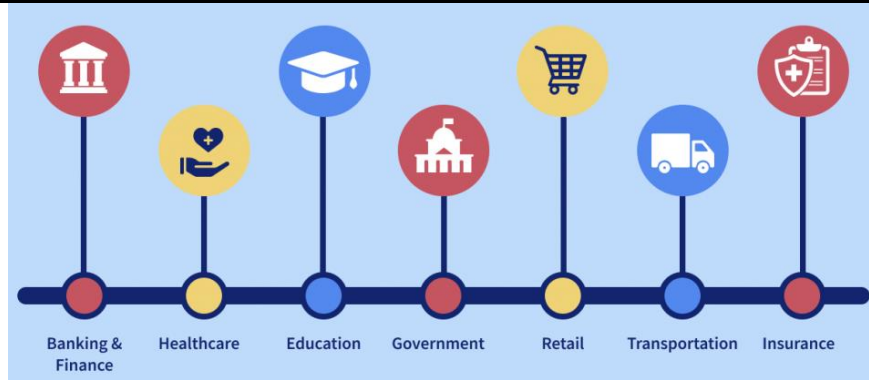 Banking &
Finance
Healthcare
Education
Government
Retail
Transportation
Insurance